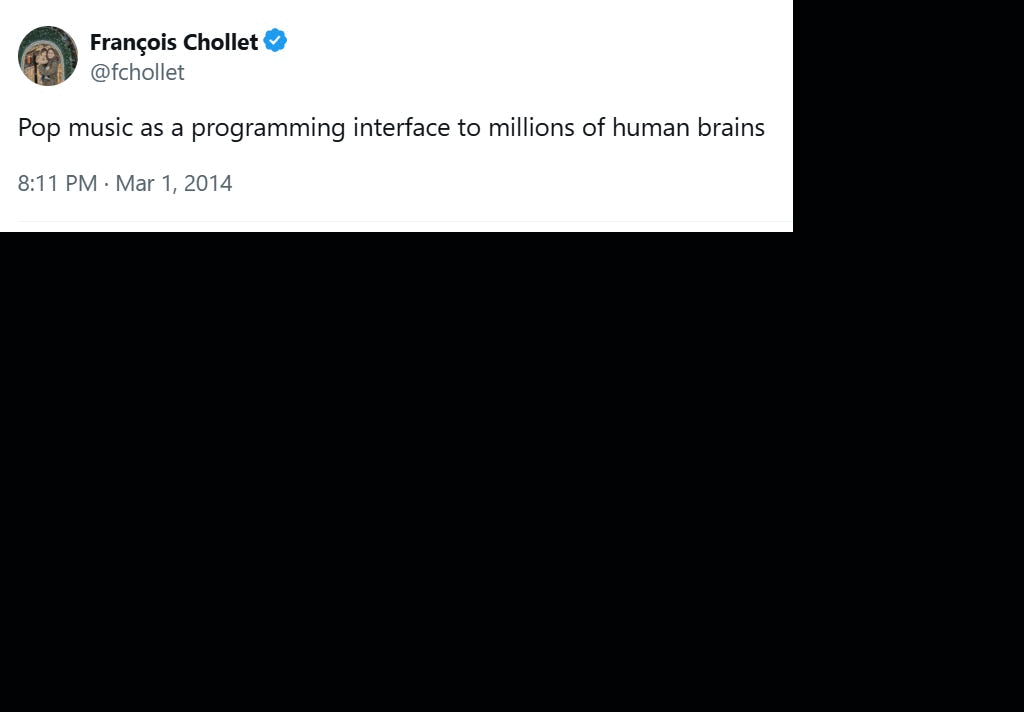 François Chollet
@fchollet
Pop music as a programming interface to millions of human brains
8:11 PM · Mar 1, 2014